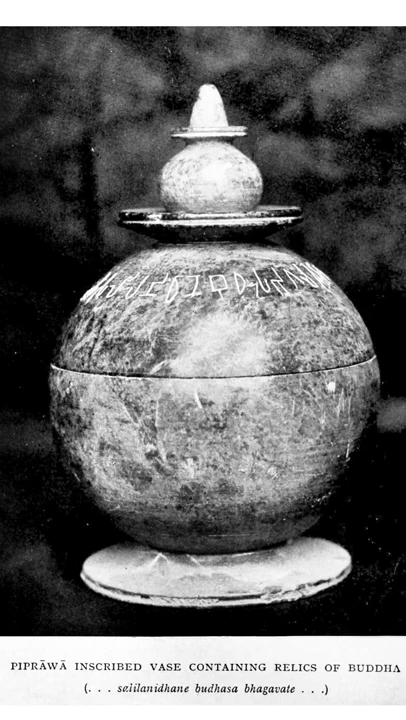 PIPRĀWĀ INSCRIBED VASE CONTAINING RELICS OF BUDDHA
(. . . salilanidhane budhasa bhagavate . . .)